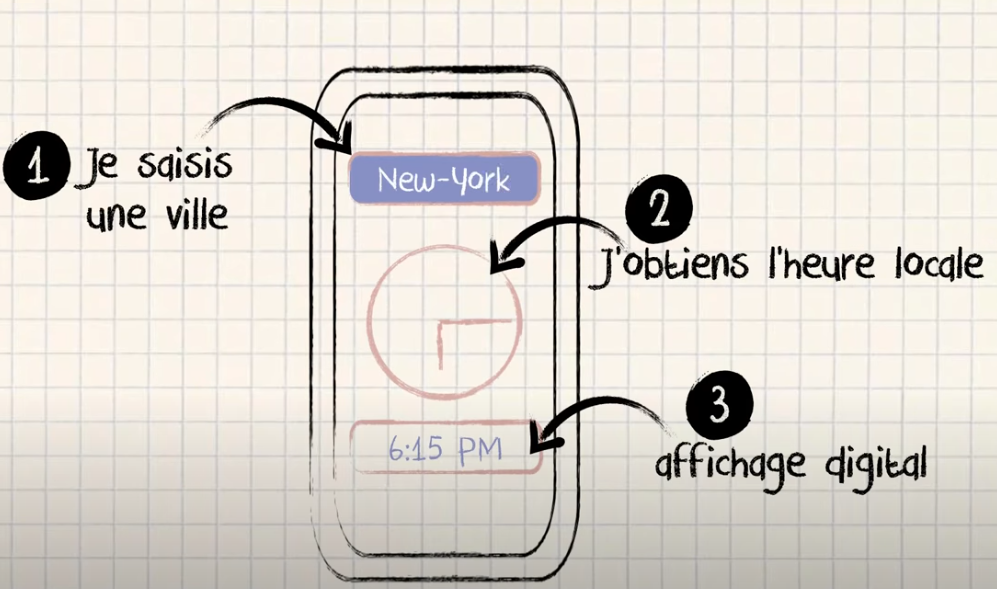 1 Je saisis
une ville
New-York
2
J'obtiens l'heure locale
3
affichage digital
6:15 PM